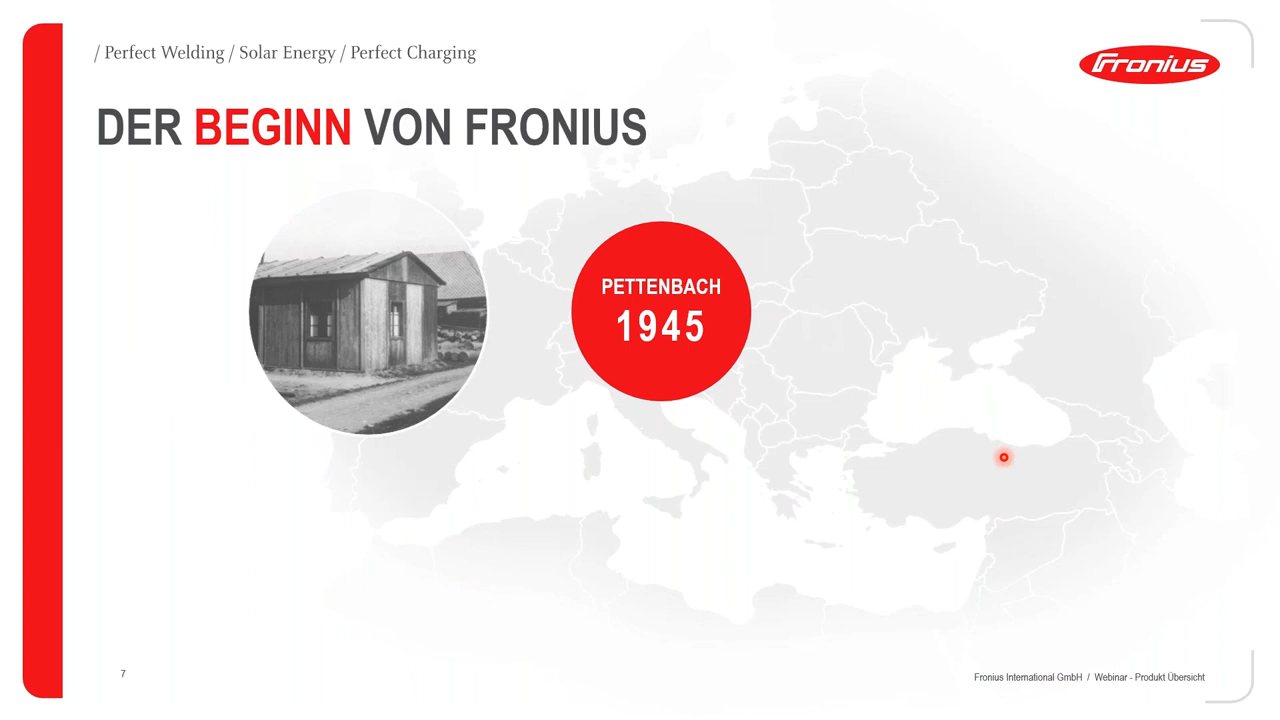 / Perfect Welding / Solar Energy / Perfect Charging
Fronius
DER BEGINN VON FRONIUS
PETTENBACH
1945
7
Fronius International GmbH / Webinar - Produkt Übersicht